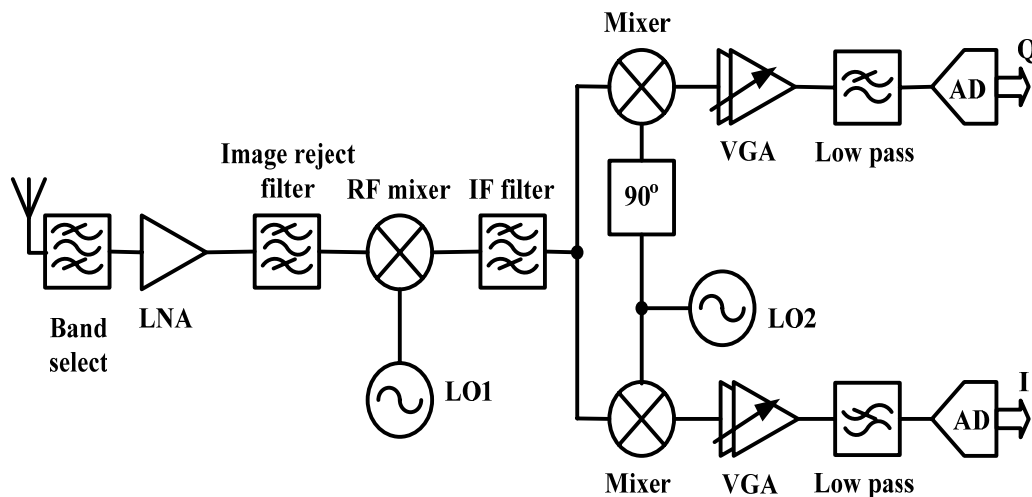 Mixer
Q
AD
VGA
Low pass
Image reject
filter
RF mixer
IF filter
90°
Band
select
LNA
LO2
LO1
I
AD
Mixer
VGA
Low pass